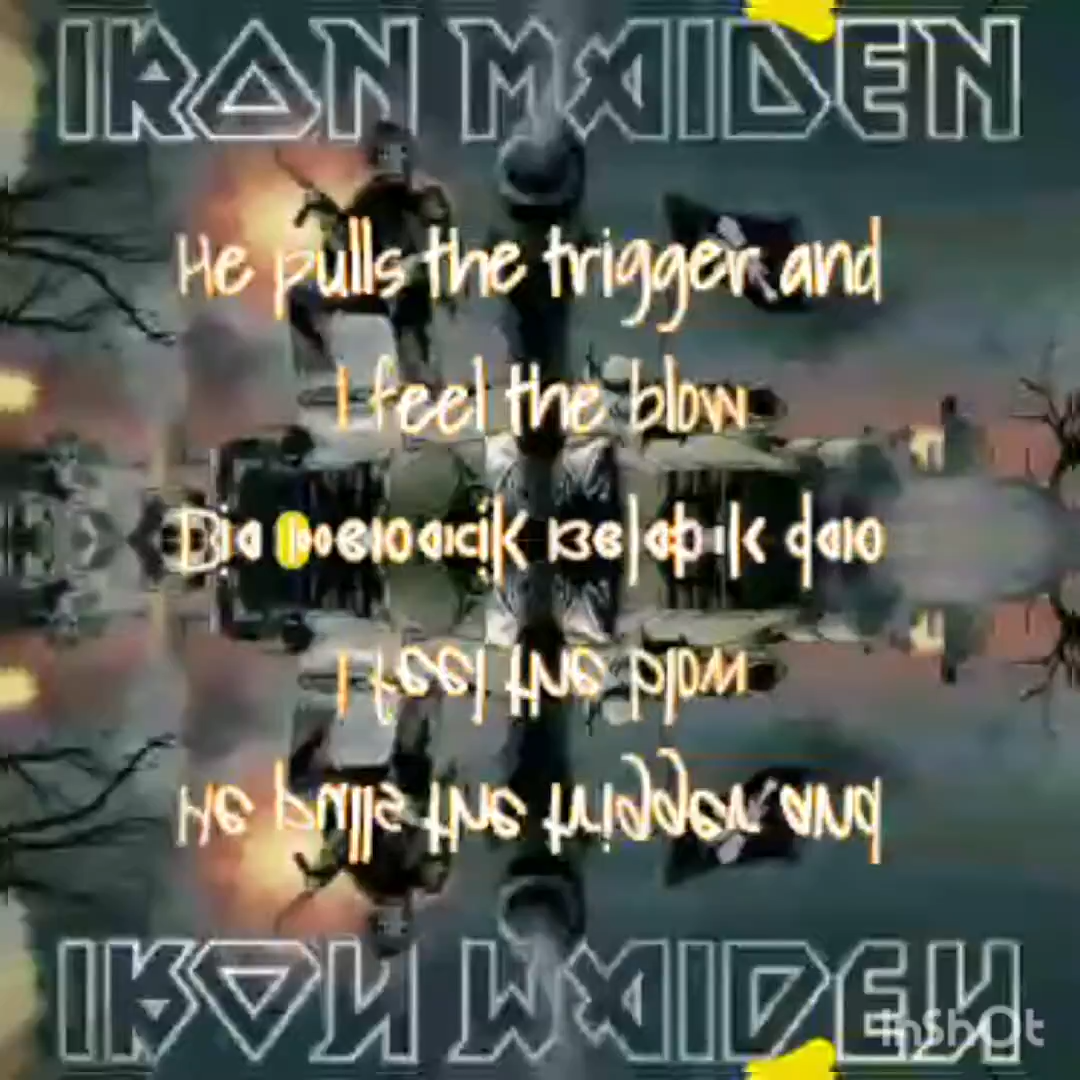 IRON MAIDEN
He pulls the trigger and
I feel the blow
I feel the blow
He pulls the trigger and
IRON MAIDEN
InShOt